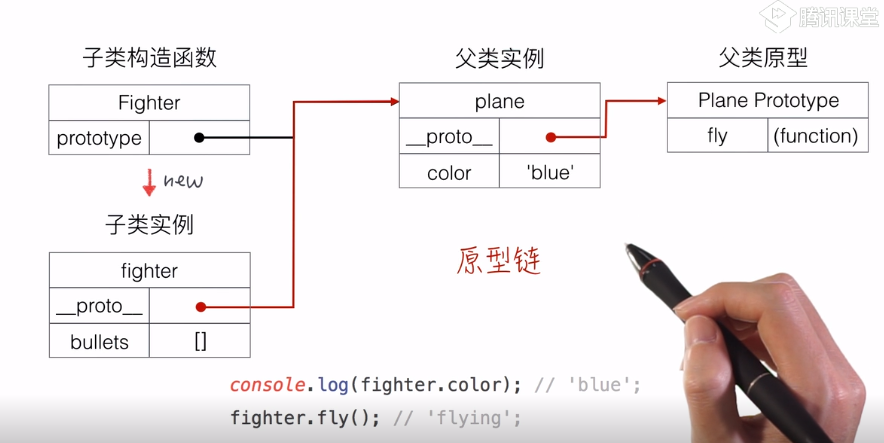 腾讯课堂
子类构造函数
父类实例
父类原型
Fighter
prototype
plane
__proto__
color 'blue'
Plane Prototype
fly (function)
new
子类实例
fighter
__proto__
bullets []
原型链
console.log(fighter.color); // 'blue';
fighter.fly(); // 'flying';